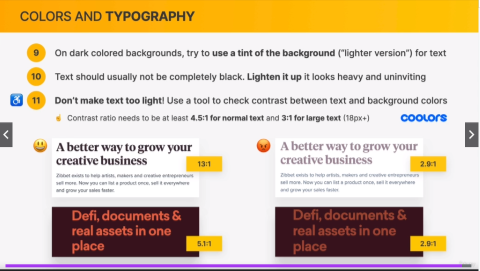 COLORS AND TYPOGRAPHY
9 On dark colored backgrounds, try to use a tint of the background ("lighter version") for text
10 Text should usually not be completely black. Lighten it up it looks heavy and uninviting
11 Don't make text too light! Use a tool to check contrast between text and background colors
Contrast ratio needs to be at least 4.5:1 for normal text and 3:1 for large text (18px+)
coolors
A better way to grow your
creative business
Zibbet exists to help artists, makers and creative entrepreneurs
sell more. Now you can list a product once, sell it everywhere
and grow your sales faster.
13:1
Defi, documents &
real assets in one
place
5.1:1
A better way to grow your
creative business
Zibbet exists to help artists, makers and creative entrepreneurs
sell more. Now you can list a product once, sell it everywhere
and grow your sales faster.
2.9:1
Defi, documents &
real assets in one
place
2.9:1